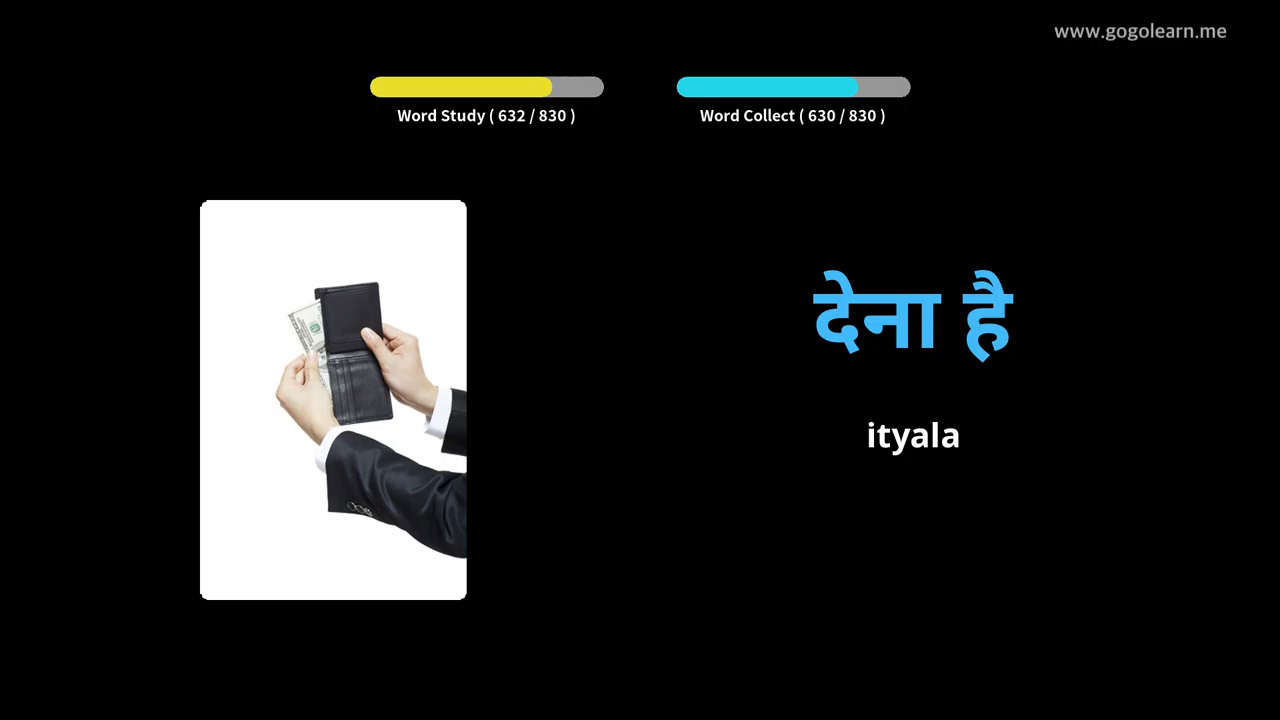 www.gogolearn.me
Word Study ( 632 / 830 )
Word Collect ( 630 / 830 )
देना है
ityala